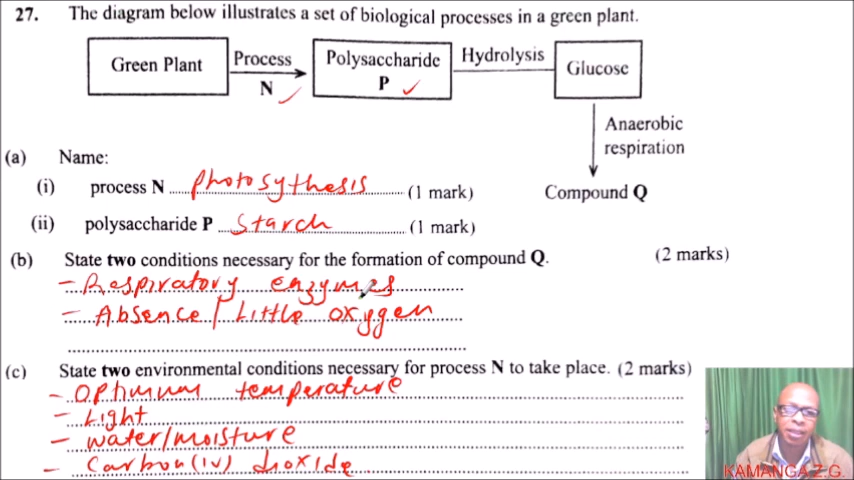 27. The diagram below illustrates a set of biological processes in a green plant.
Green Plant
Process
N
Polysaccharide
P
Hydrolysis
Glucose
Anaerobic
respiration
Compound Q
(a) Name:
(i) process N photosythesis (1 mark)
(ii) polysaccharide P Starch (1 mark)
(b) State two conditions necessary for the formation of compound Q. (2 marks)
- Respiratory enzymes
- Absence/Little oxygen
(c) State two environmental conditions necessary for process N to take place. (2 marks)
- Optimum temperature
- Light
- water/moisture
- Carbon(iv) dioxide
KAMANGA Z.G.